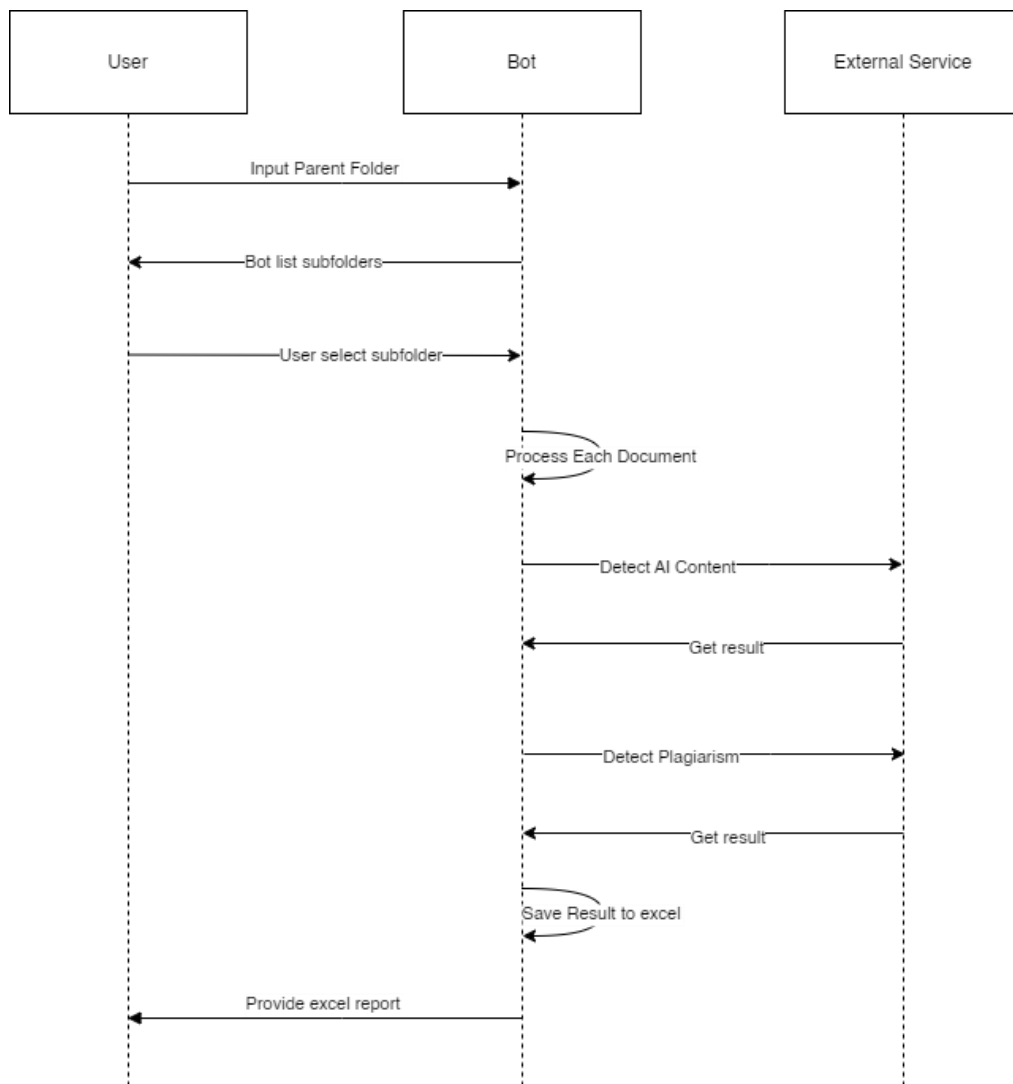 User
Bot
External Service
Input Parent Folder
Bot list subfolders
User select subfolder
Process Each Document
Detect AI Content
Get result
Detect Plagiarism
Get result
Save Result to excel
Provide excel report